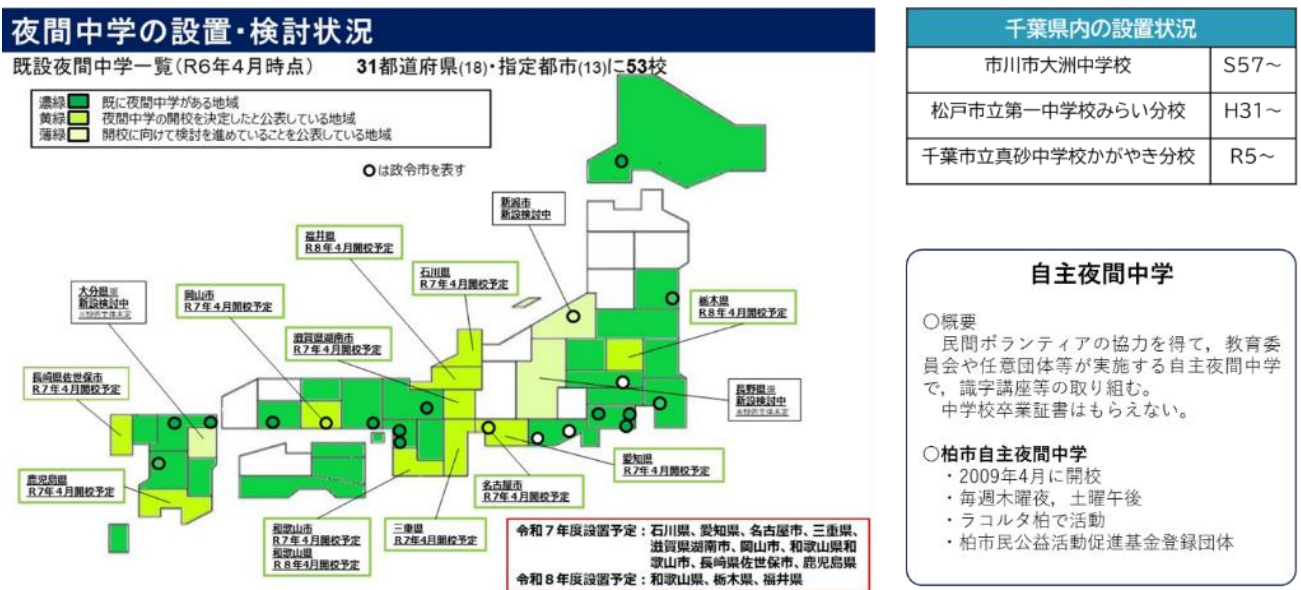 夜間中学の設置・検討状況
既設夜間中学一覧(R6年4月時点) 31都道府県(18)・指定都市(13)に53校
濃緑 既に夜間中学がある地域
黄緑 夜間中学の開校を決定したと公表している地域
薄緑 開校に向けて検討を進めていることを公表している地域
は政令市を表す
新潟市
新設検討中
福井県
R8年4月開校予定
石川県
R7年4月開校予定
大分県※
新設検討中
岡山市
R7年4月開校予定
栃木県
R8年4月開校予定
滋賀県湖南市
R7年4月開校予定
長崎県佐世保市
R7年4月開校予定
長野県※
新設検討中
愛知県
R7年4月開校予定
鹿児島県
R7年4月開校予定
名古屋市
R7年4月開校予定
和歌山市
R7年4月開校予定
和歌山県
R8年4月開校予定
三重県
R7年4月開校予定
令和7年度設置予定:石川県、愛知県、名古屋市、三重県、
滋賀県湖南市、岡山市、和歌山県和
歌山市、長崎県佐世保市、鹿児島県
令和8年度設置予定:和歌山県、栃木県、福井県
千葉県内の設置状況
市川市大洲中学校 S57~
松戸市立第一中学校みらい分校 H31~
千葉市立真砂中学校かがやき分校 R5~
自主夜間中学
○概要
民間ボランティアの協力を得て,教育委
員会や任意団体等が実施する自主夜間中学
で,識字講座等の取り組む。
中学校卒業証書はもらえない。
○柏市自主夜間中学
・2009年4月に開校
・毎週木曜夜,土曜午後
・ラコルタ柏で活動
・柏市民公益活動促進基金登録団体